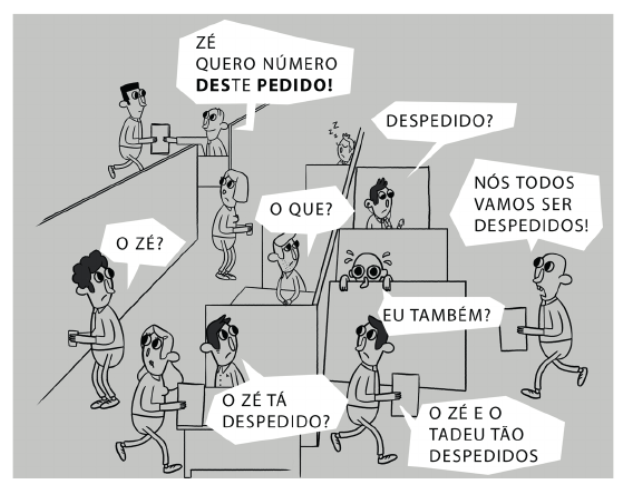 ZÉ
QUERO NÚMERO
DESTE PEDIDO!
DESPEDIDO?
NÓS TODOS
VAMOS SER
DESPEDIDOS!
O QUE?
O ZÉ?
EU TAMBÉM?
O ZÉ TÁ
DESPEDIDO?
O ZÉ E O
TADEU TÃO
DESPEDIDOS
z z Z